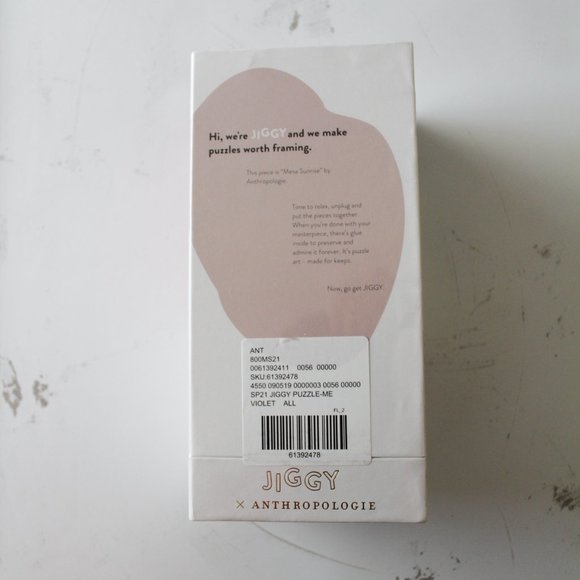 Hi, we're JIGGY and we make
puzzles worth framing.
This piece is "Mesa Sunrise" by
Anthropologie.
Time to relax, unplug and
put the pieces together.
When you're done with your
masterpiece, there's glue
inside to preserve and
admire it forever. It's puzzle
art – made for keeps.
Now, go get JIGGY.
ANT
800MS21
0061392411 0056 00000
SKU:61392478
4550 090519 0000003 0056 00000
SP21 JIGGY PUZZLE-ME
VIOLET ALL
FL_2
61392478
JIGGY
× ANTHROPOLOGIE